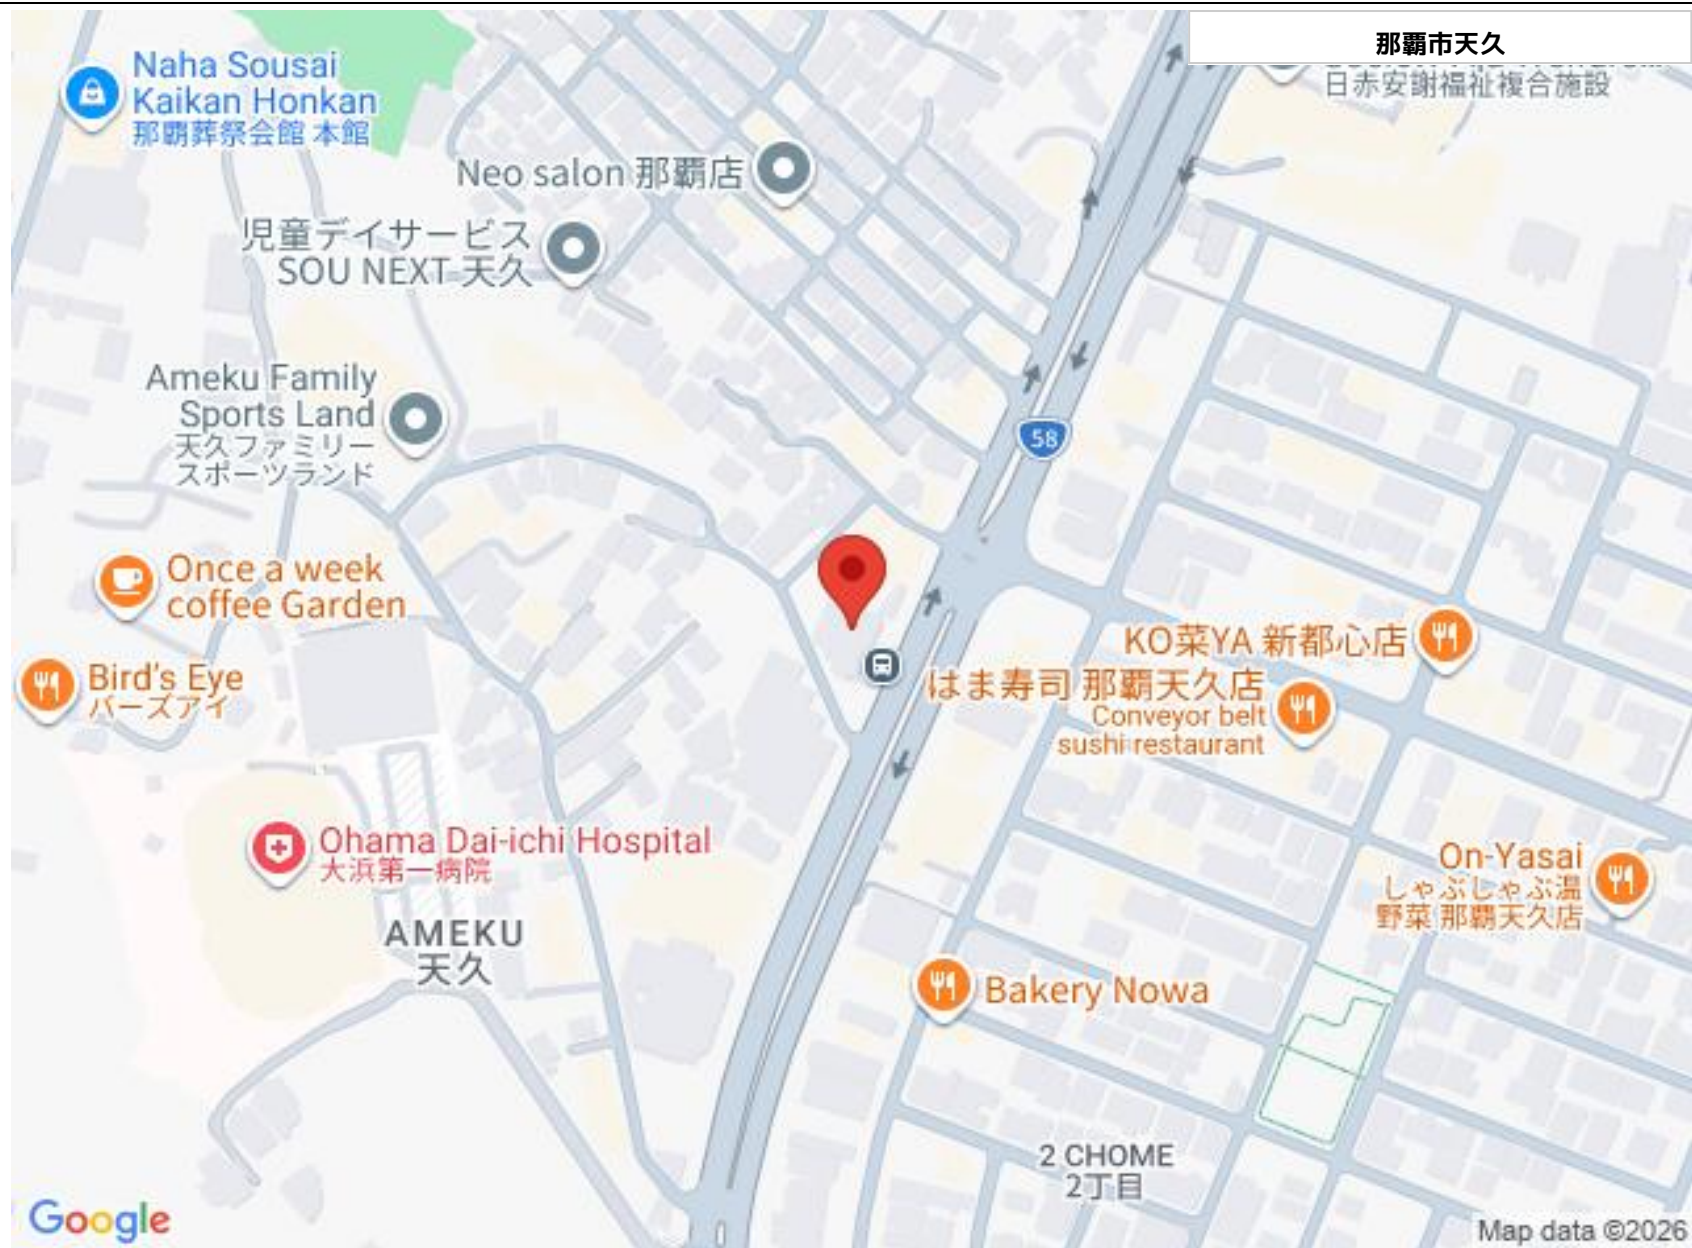 那覇市天久
日赤安謝福祉複合施設
Naha Sousai
Kaikan Honkan
那覇葬祭会館 本館
Neo salon 那覇店
児童デイサービス
SOU NEXT 天久
Ameku Family
Sports Land
天久ファミリー
スポーツランド
58
Once a week
coffee Garden
KO菜YA 新都心店
Bird's Eye
バーズアイ
はま寿司 那覇天久店
Conveyor belt
sushi restaurant
Ohama Dai-ichi Hospital
大浜第一病院
On-Yasai
しゃぶしゃぶ温
野菜 那覇天久店
AMEKU
天久
Bakery Nowa
2 CHOME
2丁目
Google
Map data ©2026